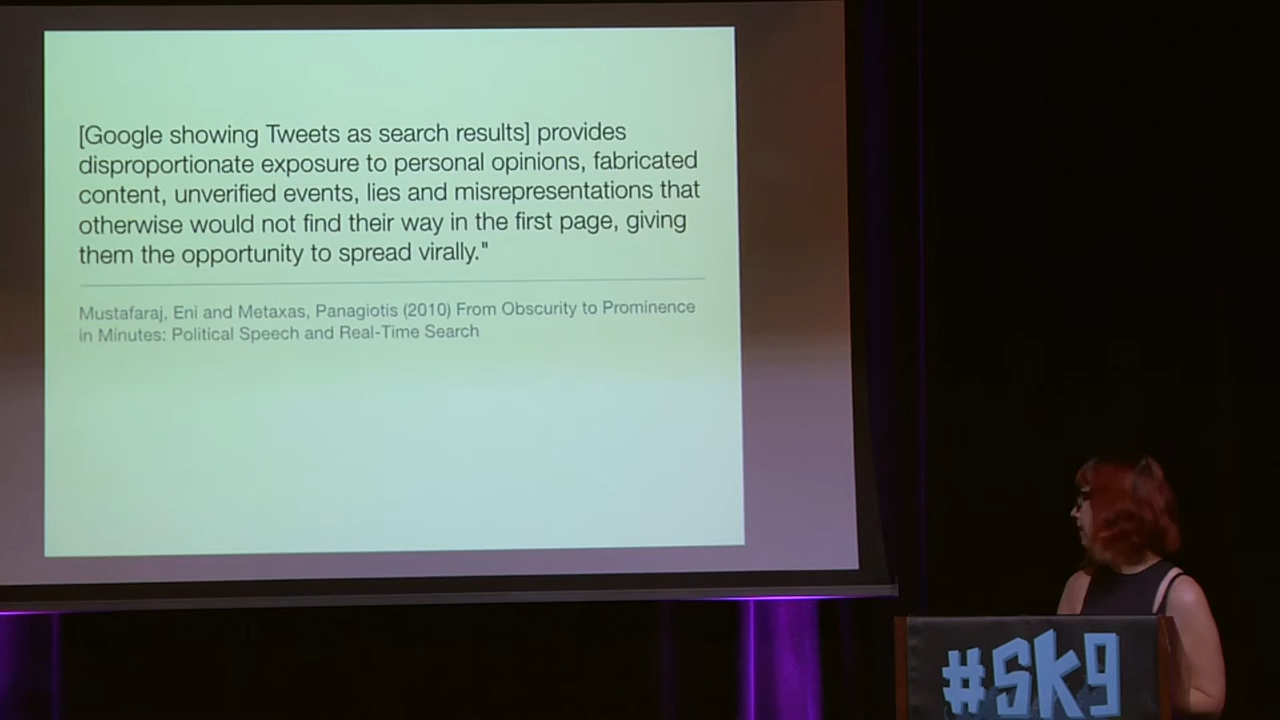 [Google showing Tweets as search results] provides
disproportionate exposure to personal opinions, fabricated
content, unverified events, lies and misrepresentations that
otherwise would not find their way in the first page, giving
them the opportunity to spread virally."
Mustafaraj, Eni and Metaxas, Panagiotis (2010) From Obscurity to Prominence
in Minutes: Political Speech and Real-Time Search
#SK9